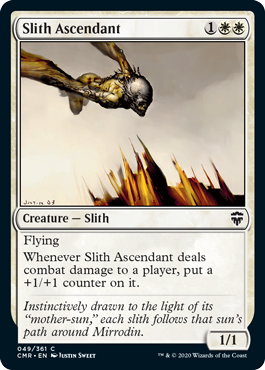 Slith Ascendant 1
JUSTIN 03
Creature — Slith
Flying
Whenever Slith Ascendant deals
combat damage to a player, put a
+1/+1 counter on it.
Instinctively drawn to the light of its
"mother-sun," each slith follows that sun's
path around Mirrodin.
1/1
049/361 C
CMR • EN JUSTIN SWEET
™ & © 2020 Wizards of the Coast